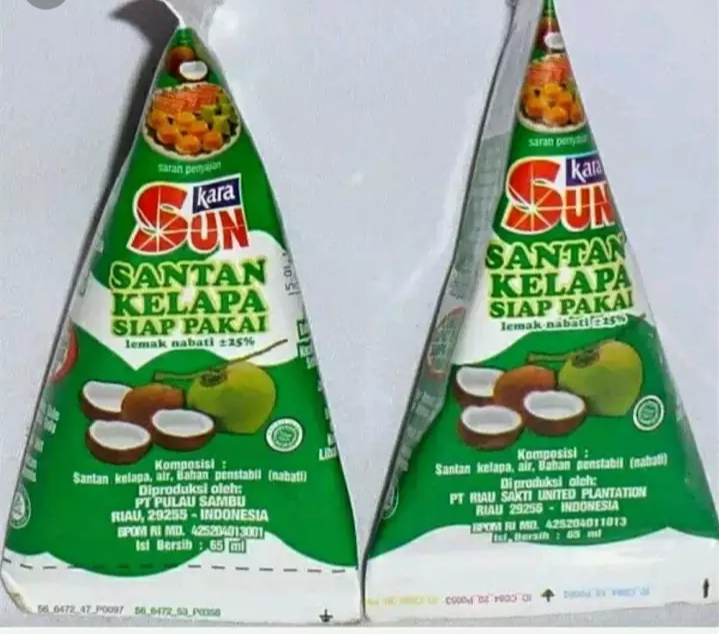 saran penyajian
kara
SUN
SANTAN
KELAPA
SIAP PAKAI
lemak nabati ±25%
Komposisi :
Santan kelapa, air, Bahan penstabil (nabati)
Diproduksi oleh:
PT PULAU SAMBU
RIAU, 29255 - INDONESIA
BPOM RI MD. 425204013001
Isi Bersih : 65 ml
56_6472_47_P0097 56_6472_53_P0356
saran penyajian
kara
SUN
SANTAN
KELAPA
SIAP PAKAI
lemak nabati ±25%
Komposisi :
Santan kelapa, air, Bahan penstabil (nabati)
Diproduksi oleh:
PT RIAU SAKTI UNITED PLANTATION
RIAU 29255 - INDONESIA
BPOM RI MD. 425204011013
Isi Bersih : 65 ml